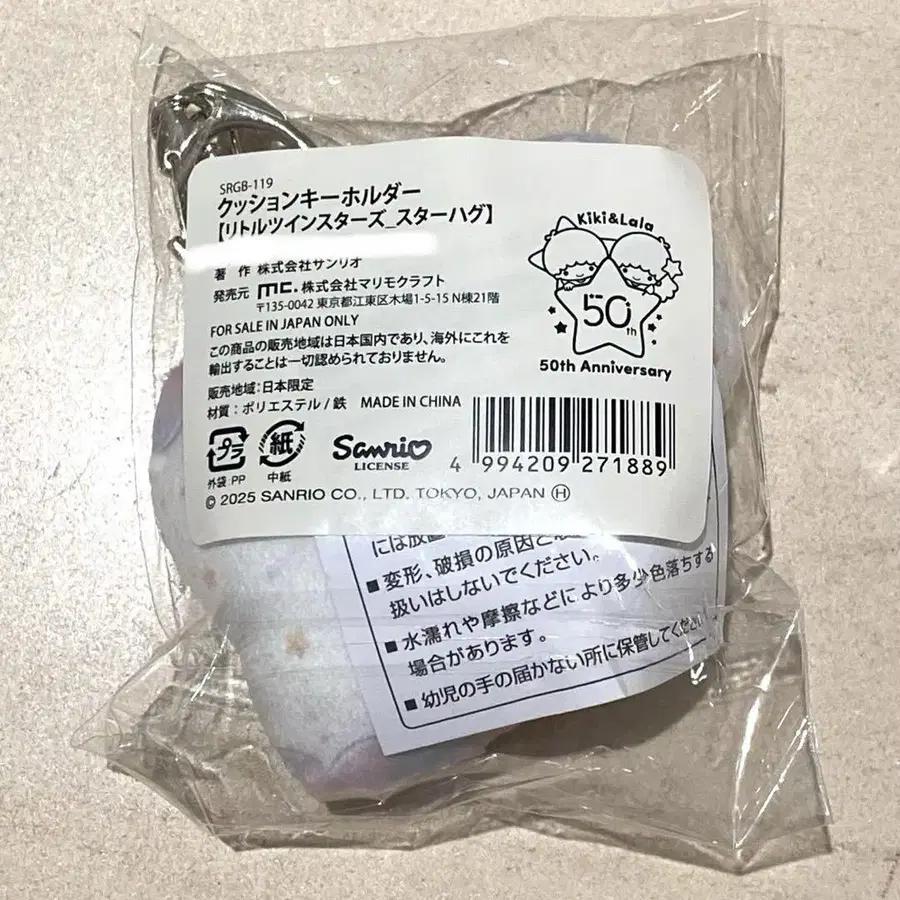 SRGB-119
クッションキーホルダー
【リトルツインスターズ_スターハグ】
著 作 株式会社サンリオ
発売元 mc.株式会社マリモクラフト
〒135-0042 東京都江東区木場1-5-15 N棟21階
FOR SALE IN JAPAN ONLY
この商品の販売地域は日本国内であり、海外にこれを
輸出することは一切認められておりません。
販売地域:日本限定
材質:ポリエステル/鉄 MADE IN CHINA
プラ
外袋:PP
紙
中紙
Sanrio
LICENSE
4 994209 271889
© 2025 SANRIO CO., LTD. TOKYO, JAPAN Ⓗ
Kiki&Lala
50th
50th Anniversary
には放置
■変形、破損の原因と
扱いはしないでください。
■水濡れや摩擦などにより多少色落ちする
場合があります。
■幼児の手の届かない所に保管してください